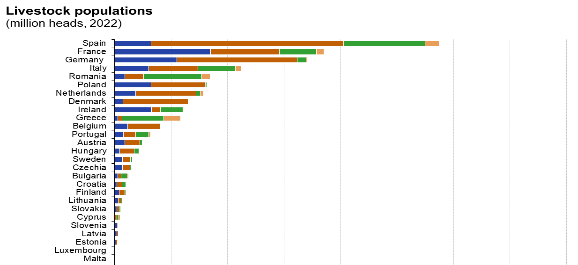 Livestock populations
(million heads, 2022)
Spain
France
Germany
Italy
Romania
Poland
Netherlands
Denmark
Ireland
Greece
Belgium
Portugal
Austria
Hungary
Sweden
Czechia
Bulgaria
Croatia
Finland
Lithuania
Slovakia
Cyprus
Slovenia
Latvia
Estonia
Luxembourg
Malta